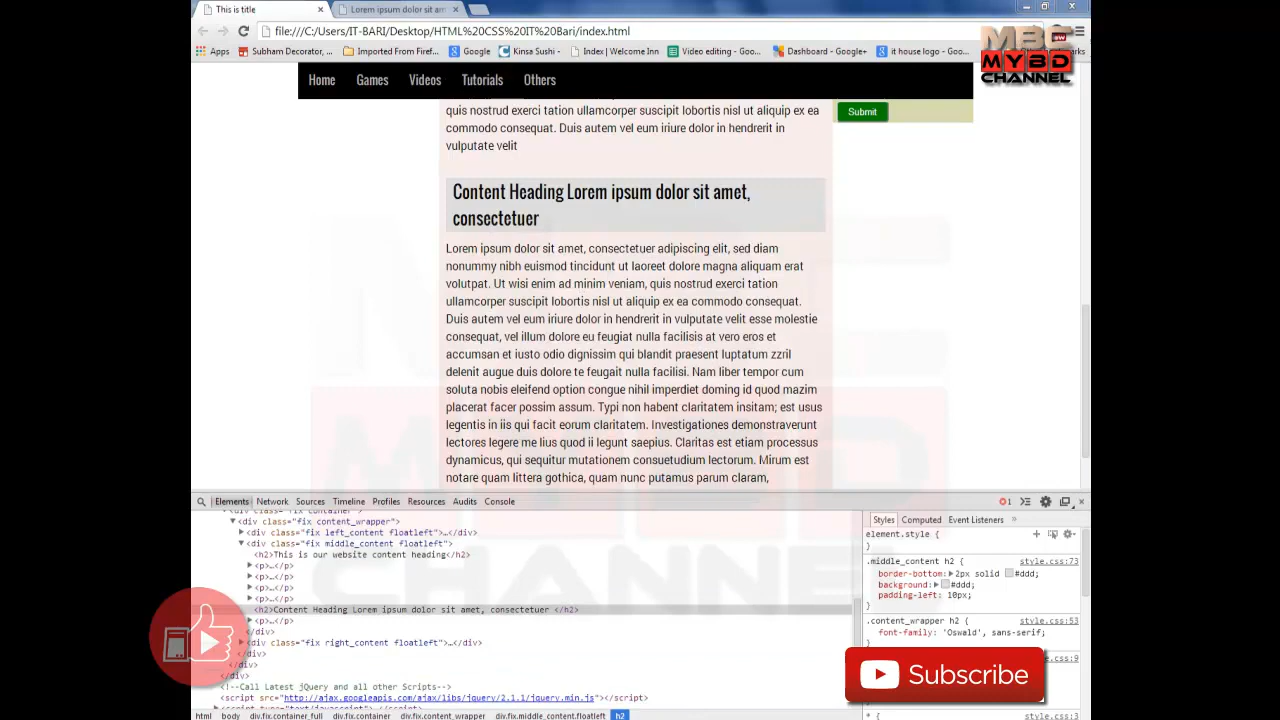 This is title
Lorem ipsum dolor sit am
file:///C:/Users/IT-BARI/Desktop/HTML%20CSS%20IT%20Bari/index.html
Apps Subham Decorator, Imported From Firef... Google Kinsa Sushi - Index | Welcome Inn Video editing - Goo... Dashboard - Google+ it house logo - Goo...
MBC
MYBD
CHANNEL
Home Games Videos Tutorials Others
quis nostrud exerci tation ullamcorper suscipit lobortis nisl ut aliquip ex ea
commodo consequat. Duis autem vel eum iriure dolor in hendrerit in
vulputate velit
Submit
Content Heading Lorem ipsum dolor sit amet,
consectetuer
Lorem ipsum dolor sit amet, consectetuer adipiscing elit, sed diam
nonummy nibh euismod tincidunt ut laoreet dolore magna aliquam erat
volutpat. Ut wisi enim ad minim veniam, quis nostrud exerci tation
ullamcorper suscipit lobortis nisl ut aliquip ex ea commodo consequat.
Duis autem vel eum iriure dolor in hendrerit in vulputate velit esse molestie
consequat, vel illum dolore eu feugiat nulla facilisis at vero eros et
accumsan et iusto odio dignissim qui blandit praesent luptatum zzril
delenit augue duis dolore te feugait nulla facilisi. Nam liber tempor cum
soluta nobis eleifend option congue nihil imperdiet doming id quod mazim
placerat facer possim assum. Typi non habent claritatem insitam; est usus
legentis in iis qui facit eorum claritatem. Investigationes demonstraverunt
lectores legere me lius quod ii legunt saepius. Claritas est etiam processus
dynamicus, qui sequitur mutationem consuetudium lectorum. Mirum est
notare quam littera gothica, quam nunc putamus parum claram,
Elements Network Sources Timeline Profiles Resources Audits Console
1
<div class="fix container">
<div class="fix content_wrapper">
<div class="fix left_content floatleft">…</div>
<div class="fix middle_content floatleft">
<h2>This is our website content heading</h2>
<p>…</p>
<p>…</p>
<p>…</p>
<p>…</p>
<h2>Content Heading Lorem ipsum dolor sit amet, consectetuer </h2>
<p>…</p>
</div>
<div class="fix right_content floatleft">…</div>
</div>
</div>
<!--Call Latest jQuery and all other Scripts-->
<script src="http://ajax.googleapis.com/ajax/libs/jquery/2.1.1/jquery.min.js"></script>
html body div.fix.container_full div.fix.container div.fix.content_wrapper div.fix.middle_content.floatleft h2
Styles Computed Event Listeners »
element.style {
}
.middle_content h2 { style.css:73
border-bottom: 2px solid #ddd;
background: #ddd;
padding-left: 10px;
}
.content_wrapper h2 { style.css:53
font-family: 'Oswald', sans-serif;
}
Subscribe
* { style.css:3